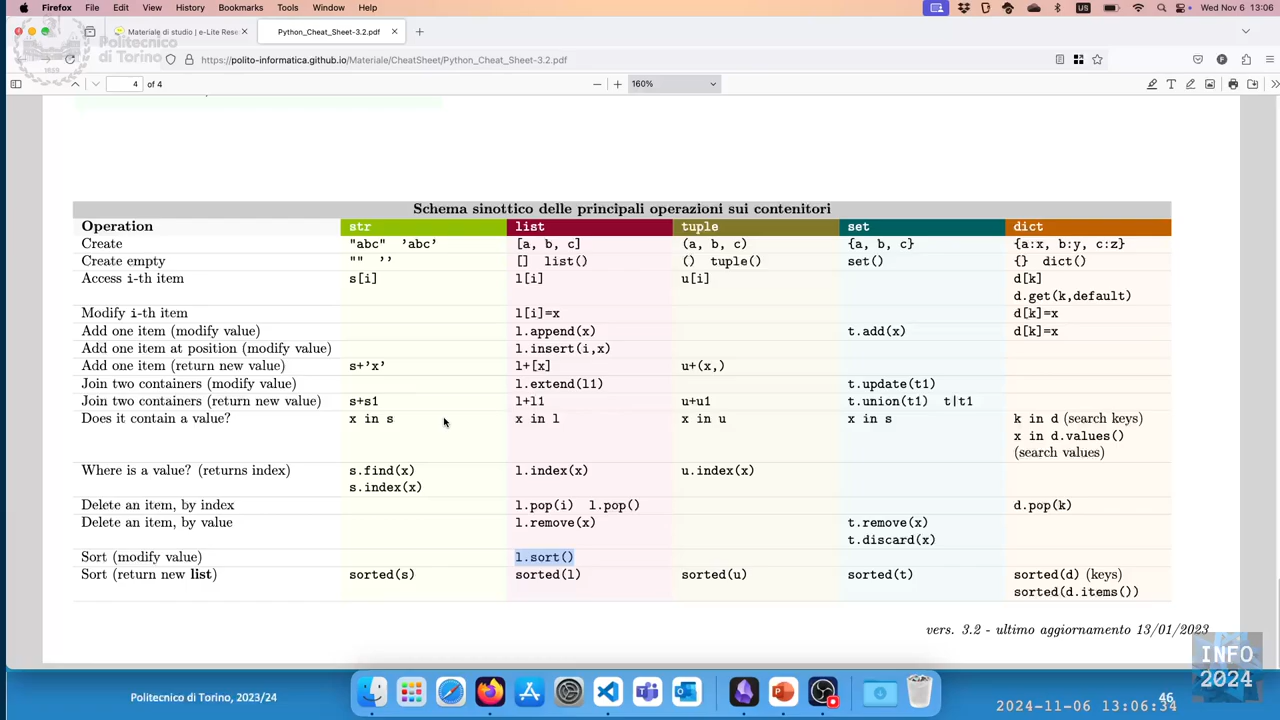 Firefox File Edit View History Bookmarks Tools Window Help US Wed Nov 6 13:06
Materiale di studio | e-Lite Rese × Python_Cheat_Sheet-3.2.pdf × +
Politecnico
di Torino
1859
https://polito-informatica.github.io/Materiale/CheatSheet/Python_Cheat_Sheet-3.2.pdf
4 of 4 − + 160%
Schema sinottico delle principali operazioni sui contenitori
Operation str list tuple set dict
Create "abc" ’abc’ [a, b, c] (a, b, c) {a, b, c} {a:x, b:y, c:z}
Create empty "" ’’ [] list() () tuple() set() {} dict()
Access i-th item s[i] l[i] u[i] d[k]
d.get(k,default)
Modify i-th item l[i]=x d[k]=x
Add one item (modify value) l.append(x) t.add(x) d[k]=x
Add one item at position (modify value) l.insert(i,x)
Add one item (return new value) s+’x’ l+[x] u+(x,)
Join two containers (modify value) l.extend(l1) t.update(t1)
Join two containers (return new value) s+s1 l+l1 u+u1 t.union(t1) t|t1
Does it contain a value? x in s x in l x in u x in s k in d (search keys)
x in d.values()
(search values)
Where is a value? (returns index) s.find(x) l.index(x) u.index(x)
s.index(x)
Delete an item, by index l.pop(i) l.pop() d.pop(k)
Delete an item, by value l.remove(x) t.remove(x)
t.discard(x)
Sort (modify value) l.sort()
Sort (return new list) sorted(s) sorted(l) sorted(u) sorted(t) sorted(d) (keys)
sorted(d.items())
vers. 3.2 - ultimo aggiornamento 13/01/2023
INFO
2024
Politecnico di Torino, 2023/24
46
2024-11-06 13:06:34